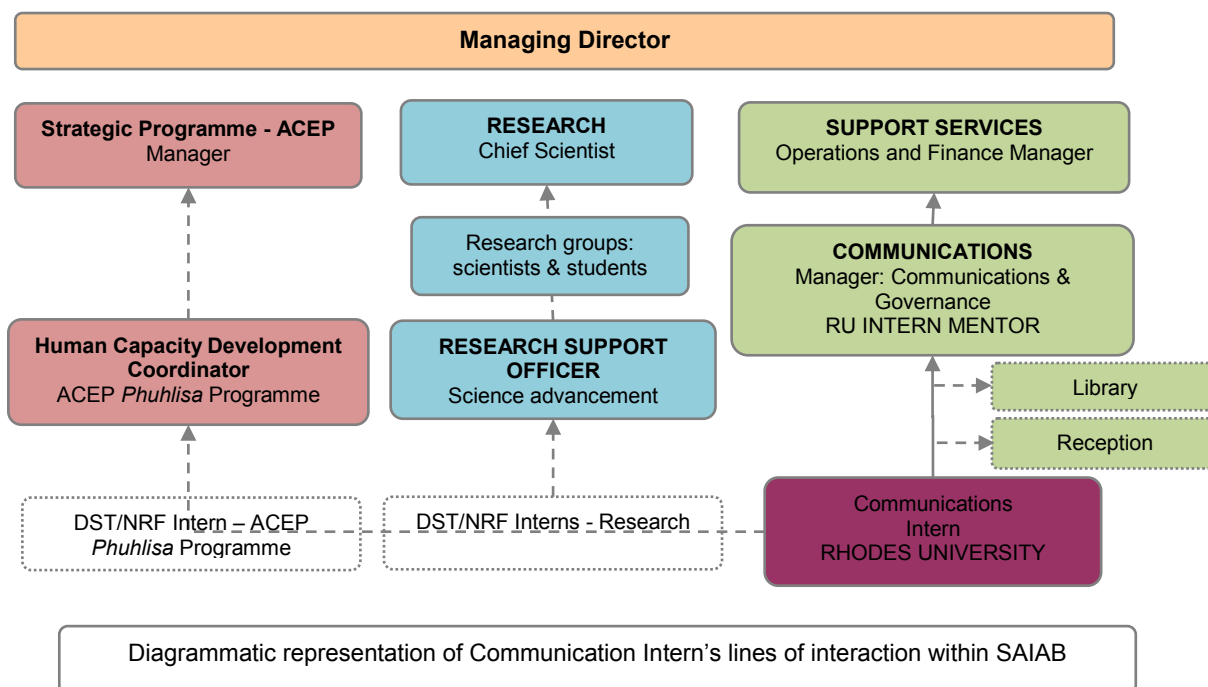 Managing Director
Strategic Programme - ACEP
Manager
RESEARCH
Chief Scientist
SUPPORT SERVICES
Operations and Finance Manager
Research groups:
scientists & students
COMMUNICATIONS
Manager: Communications &
Governance
RU INTERN MENTOR
Human Capacity Development
Coordinator
ACEP Phuhlisa Programme
RESEARCH SUPPORT
OFFICER
Science advancement
Library
Reception
DST/NRF Intern – ACEP
Phuhlisa Programme
DST/NRF Interns - Research
Communications
Intern
RHODES UNIVERSITY
Diagrammatic representation of Communication Intern's lines of interaction within SAIAB